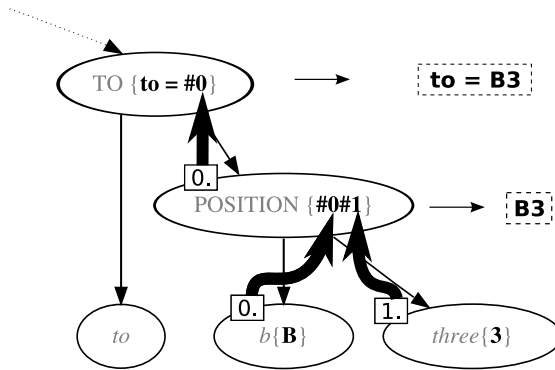 TO {to = #0}
to = B3
0.
POSITION {#0#1}
B3
0.
1.
to
b{B}
three{3}